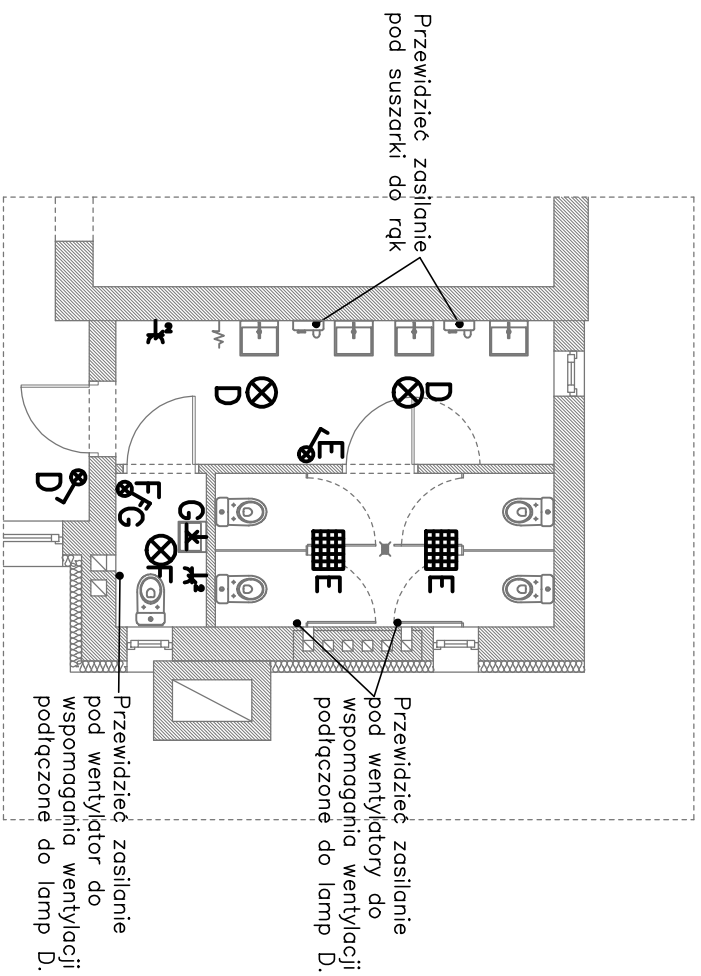 Przewidzieć zasilanie
pod suszarki do rąk
D
D
E
D
F
F
G
G
F
E
E
Przewidzieć zasilanie
pod wentylatory do
wspomagania wentylacji
podłączone do lamp D.
Przewidzieć zasilanie
pod wentylator do
wspomagania wentylacji
podłączone do lamp D.